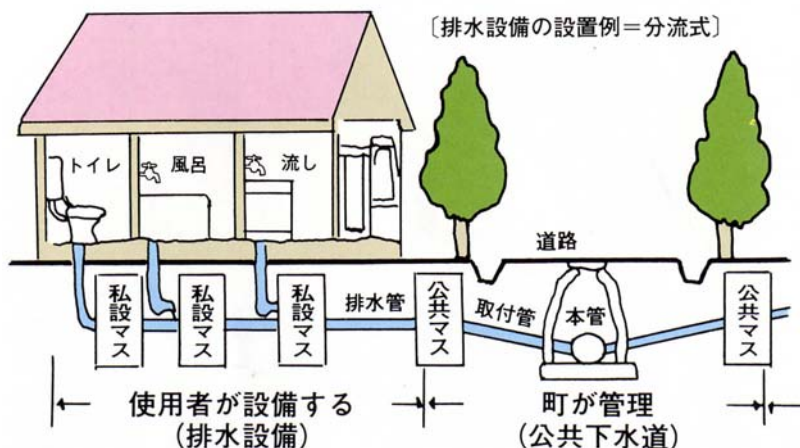 〔排水設備の設置例＝分流式〕
トイレ
風呂
流し
道路
私設マス
私設マス
私設マス
排水管
公共マス
取付管
本管
公共マス
使用者が設備する
(排水設備)
町が管理
(公共下水道)